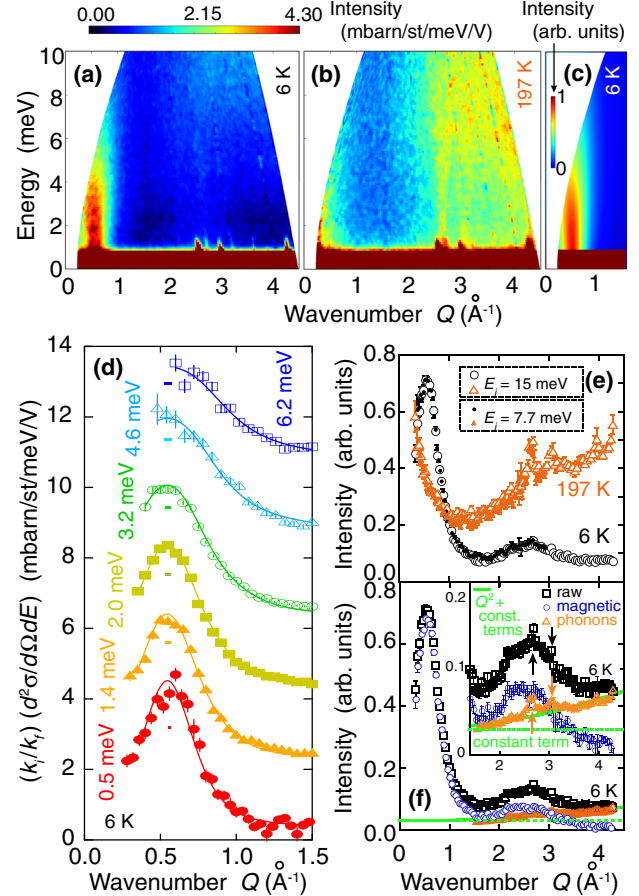 0.00 2.15 4.30
Intensity
(mbarn/st/meV/V)
Intensity
(arb. units)
(a) 6 K
(b) 197 K
(c) 6 K
1
0
Energy (meV)
10
8
6
4
2
0
0 1 2 3 4
0 1 2 3 4
0 1
Wavenumber Q (Å⁻¹)
(d)
(kᵢ/k_f) (d²σ/dΩdE) (mbarn/st/meV/V)
14
12
10
8
6
4
2
0
6.2 meV
4.6 meV
3.2 meV
2.0 meV
1.4 meV
0.5 meV
6 K
0.0 0.5 1.0 1.5
Wavenumber Q (Å⁻¹)
(e)
Intensity (arb. units)
0.8
0.6
0.4
0.2
0.0
Eᵢ = 15 meV
Eᵢ = 7.7 meV
197 K
6 K
(f)
Intensity (arb. units)
0.6
0.4
0.2
0.0
Q² +
const.
terms
raw
magnetic
phonons
0.2
0.1
0
6 K
constant term
2 3 4
6 K
0 1 2 3 4
Wavenumber Q (Å⁻¹)